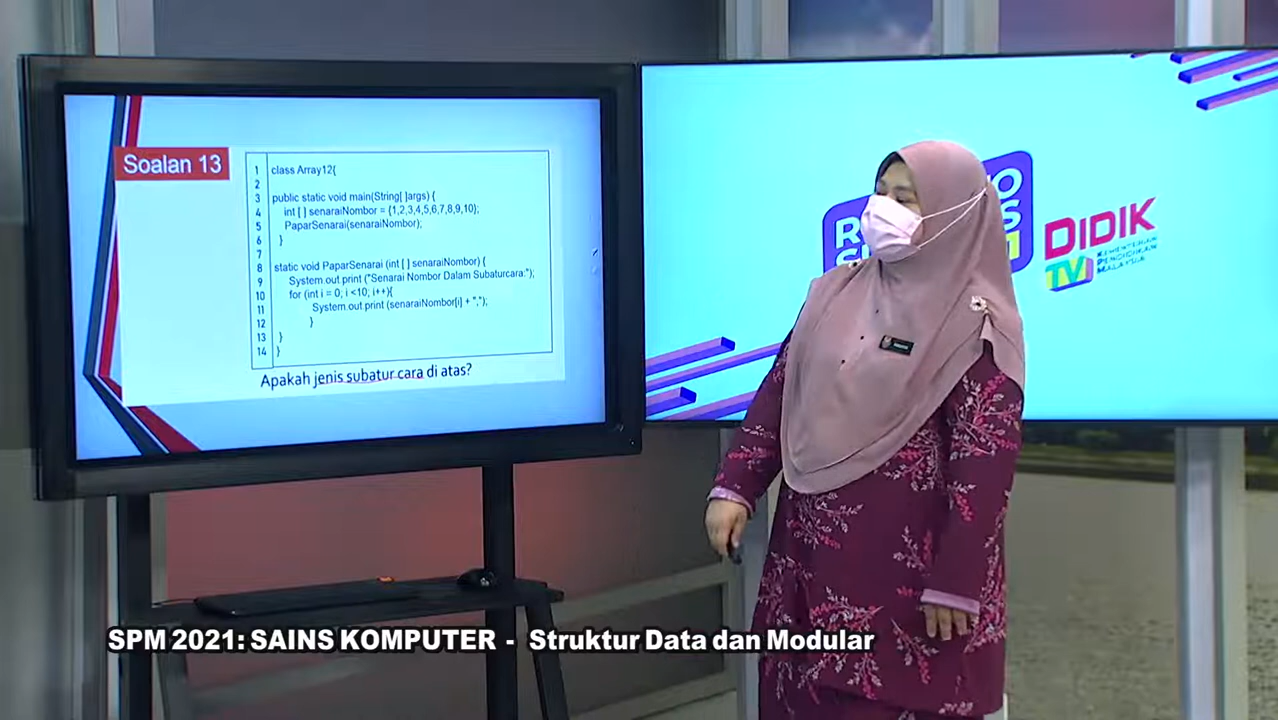 Soalan 13
1 class Array12{
2
3 public static void main(String[ ]args) {
4 int [ ] senaraiNombor = {1,2,3,4,5,6,7,8,9,10};
5 PaparSenarai(senaraiNombor);
6 }
7
8 static void PaparSenarai (int [ ] senaraiNombor) {
9 System.out print ("Senarai Nombor Dalam Subaturcara:");
10 for (int i = 0; i <10; i++){
11 System.out.print (senaraiNombor[i] + ",");
12 }
13 }
14 }
Apakah jenis subatur cara di atas?
DIDIK
TV
KEMENTERIAN
PENDIDIKAN
MALAYSIA
SPM 2021: SAINS KOMPUTER - Struktur Data dan Modular